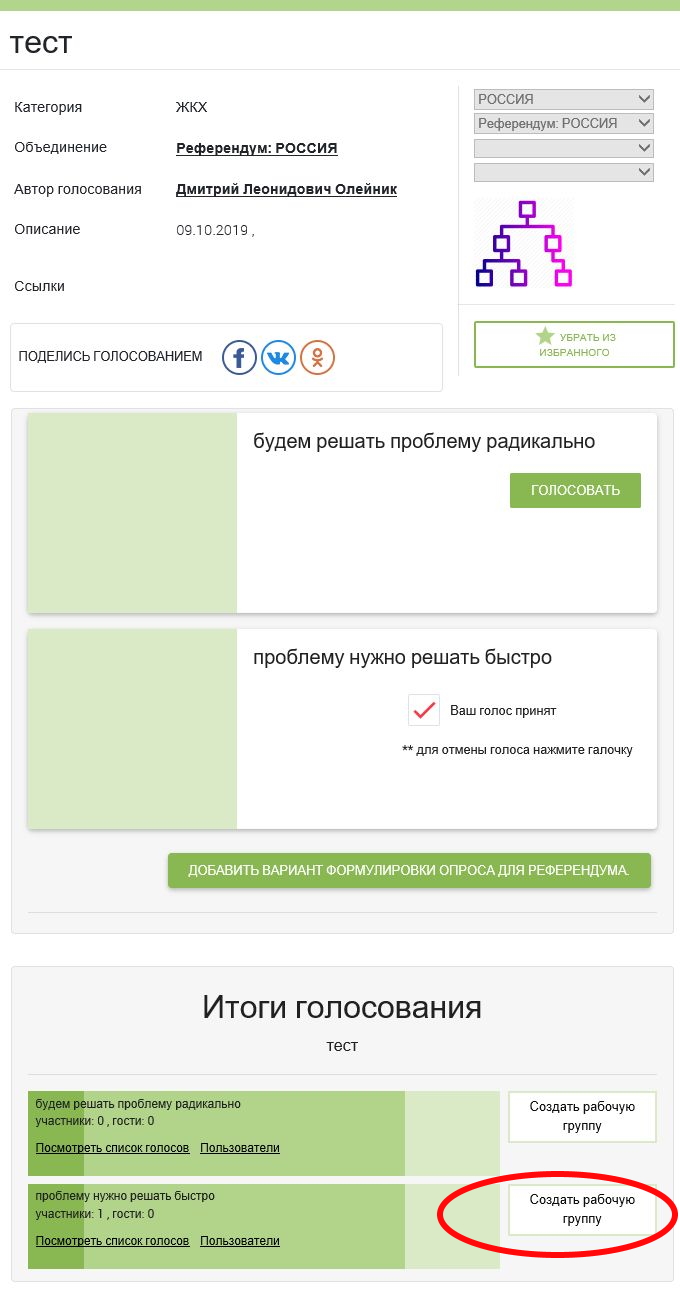 тест
Категория ЖКХ
Объединение Референдум: РОССИЯ
Автор голосования Дмитрий Леонидович Олейник
Описание 09.10.2019 ,
Ссылки
РОССИЯ
Референдум: РОССИЯ
УБРАТЬ ИЗ
ИЗБРАННОГО
ПОДЕЛИСЬ ГОЛОСОВАНИЕМ
будем решать проблему радикально
ГОЛОСОВАТЬ
проблему нужно решать быстро
Ваш голос принят
** для отмены голоса нажмите галочку
ДОБАВИТЬ ВАРИАНТ ФОРМУЛИРОВКИ ОПРОСА ДЛЯ РЕФЕРЕНДУМА.
Итоги голосования
тест
будем решать проблему радикально
участники: 0 , гости: 0
Посмотреть список голосов Пользователи
Создать рабочую
группу
проблему нужно решать быстро
участники: 1 , гости: 0
Посмотреть список голосов Пользователи
Создать рабочую
группу